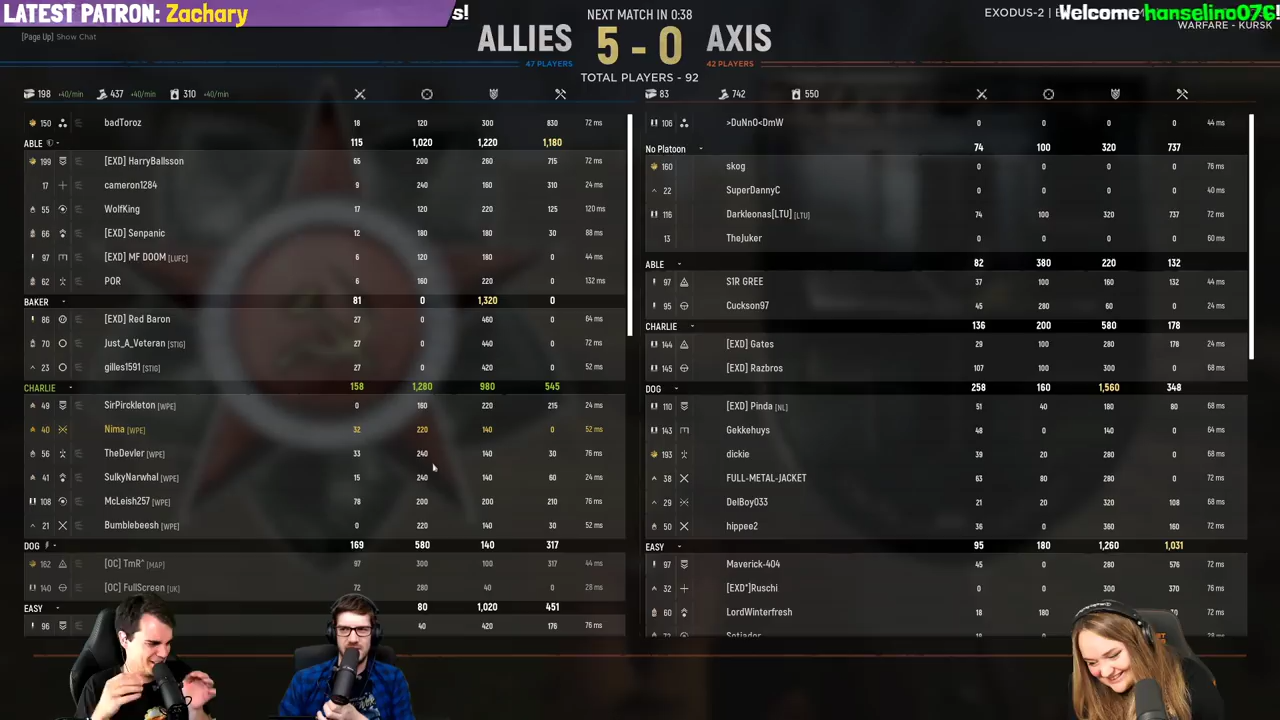 LATEST PATRON: Zachary
s!
[Page Up] Show Chat
NEXT MATCH IN 0:38
ALLIES 5 - 0 AXIS
47 PLAYERS
42 PLAYERS
TOTAL PLAYERS - 92
EXODUS-2 |
Welcome hanselino076!
WARFARE - KURSK
198 +40/min 437 +40/min 310 +40/min
150 badToroz 18 120 300 630 72 ms
ABLE 115 1,020 1,220 1,180
199 [EXD] HarryBallsson 65 200 260 715 72 ms
17 cameron1284 9 240 160 310 24 ms
55 WolfKing 17 120 220 125 120 ms
66 [EXD] Senpanic 12 180 180 30 88 ms
97 [EXD] MF DOOM [LUFC] 6 120 180 0 44 ms
62 POR 6 160 220 0 132 ms
BAKER 81 0 1,320 0
86 [EXD] Red Baron 27 0 460 0 64 ms
70 Just_A_Veteran [STIG] 27 0 440 0 72 ms
23 gilles1591 [STIG] 27 0 420 0 52 ms
CHARLIE 158 1,280 980 545
49 SirPirckleton [WPE] 0 160 220 215 24 ms
40 Nima [WPE] 32 220 140 0 52 ms
56 TheDevler [WPE] 33 240 140 30 76 ms
41 SulkyNarwhal [WPE] 15 240 140 60 24 ms
108 McLeish257 [WPE] 78 200 200 210 76 ms
21 Bumblebeesh [WPE] 0 220 140 30 52 ms
DOG 169 580 140 317
162 [OC] TmR^ [MAP] 97 300 100 317 44 ms
140 [OC] FullScreen [UK] 72 280 40 0 28 ms
EASY 80 1,020 451
96 40 420 176 76 ms
83 742 550
106 >DuNnO<DmW 0 0 0 0 44 ms
No Platoon 74 100 320 737
160 skog 0 0 0 0 76 ms
22 SuperDannyC 0 0 0 0 40 ms
116 Darkleonas[LTU] [LTU] 74 100 320 737 72 ms
13 TheJuker 0 0 0 0 60 ms
ABLE 82 380 220 132
97 S1R GREE 37 100 160 132 44 ms
95 Cuckson97 45 280 60 0 24 ms
CHARLIE 136 200 580 178
144 [EXD] Gates 29 100 280 178 24 ms
145 [EXD] Razbros 107 100 300 0 68 ms
DOG 258 160 1,560 348
110 [EXD] Pinda [NL] 51 40 180 80 68 ms
143 Gekkehuys 48 0 140 0 64 ms
193 dickie 39 20 280 0 68 ms
38 FULL-METAL-JACKET 63 80 280 0 72 ms
29 DelBoy033 21 20 320 108 68 ms
50 hippee2 36 0 360 160 72 ms
EASY 95 180 1,260 1,031
97 Maverick-404 45 0 280 576 72 ms
32 [EXD*]Ruschi 0 0 300 370 76 ms
60 LordWinterfresh 18 180 72 ms